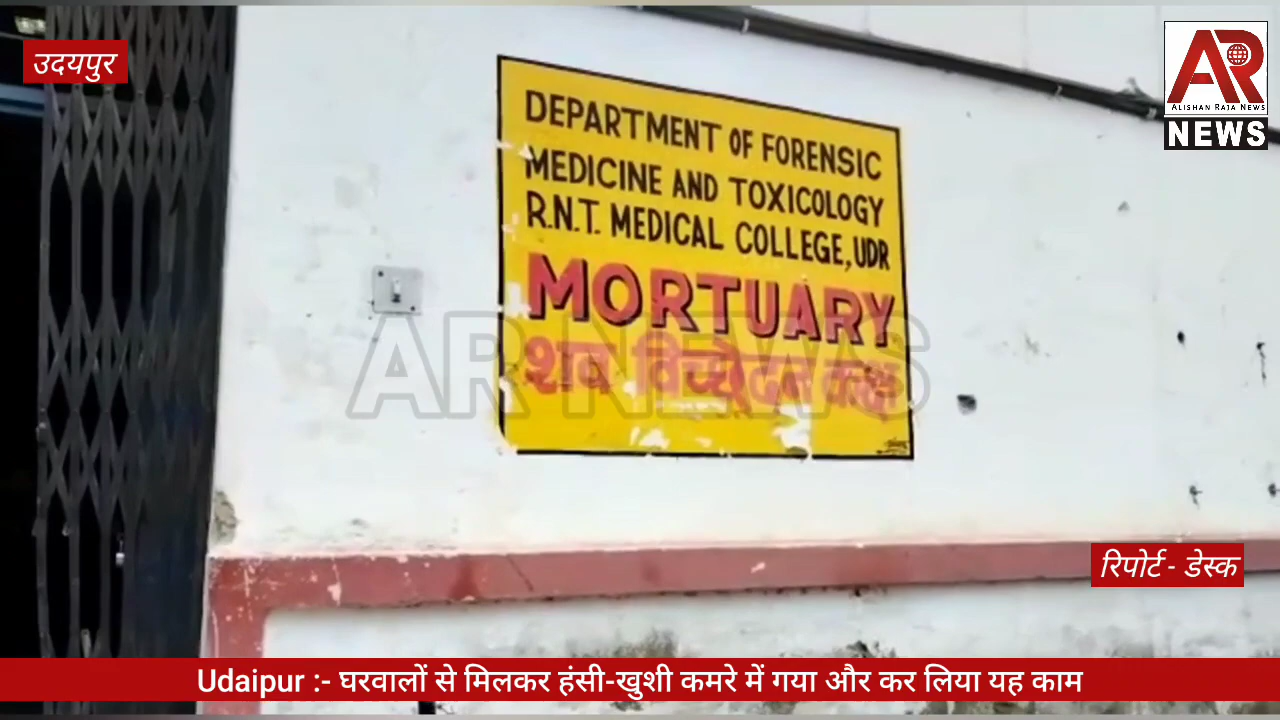 उदयपुर
AR
ALISHAN RAJA NEWS
NEWS
DEPARTMENT OF FORENSIC
MEDICINE AND TOXICOLOGY
R.N.T. MEDICAL COLLEGE, UDR
MORTUARY
शव विच्छेदन कक्ष
AR NEWS
रिपोर्ट - डेस्क
Udaipur :- घरवालों से मिलकर हंसी-खुशी कमरे में गया और कर लिया यह काम